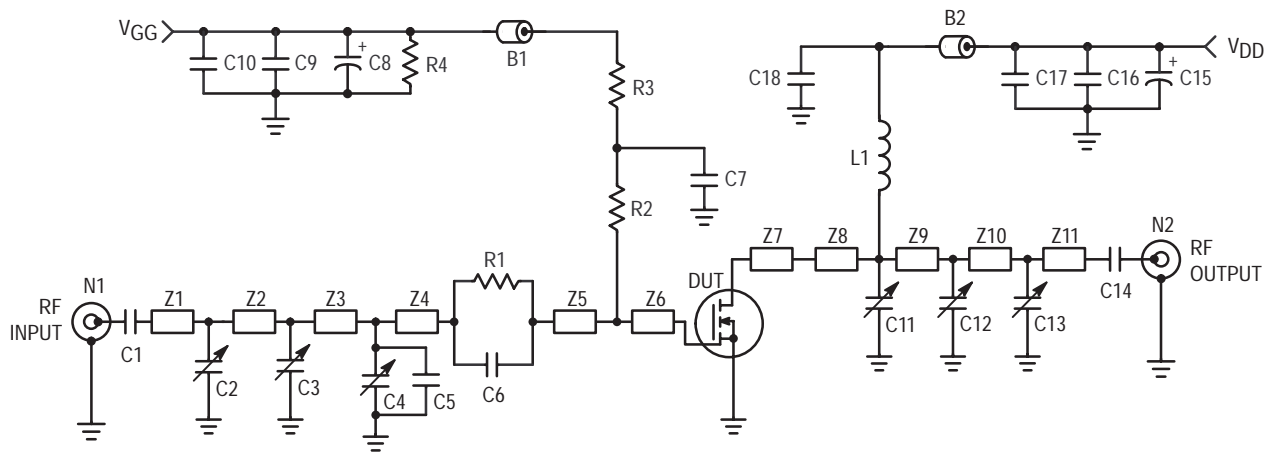 VGG
C10
C9
+
C8
R4
B1
R3
C7
R2
B2
VDD
C18
C17
C16
+
C15
L1
N1
RF
INPUT
C1
Z1
C2
Z2
C3
Z3
C4
C5
Z4
R1
C6
Z5
Z6
DUT
Z7
Z8
C11
Z9
C12
Z10
C13
Z11
C14
N2
RF
OUTPUT